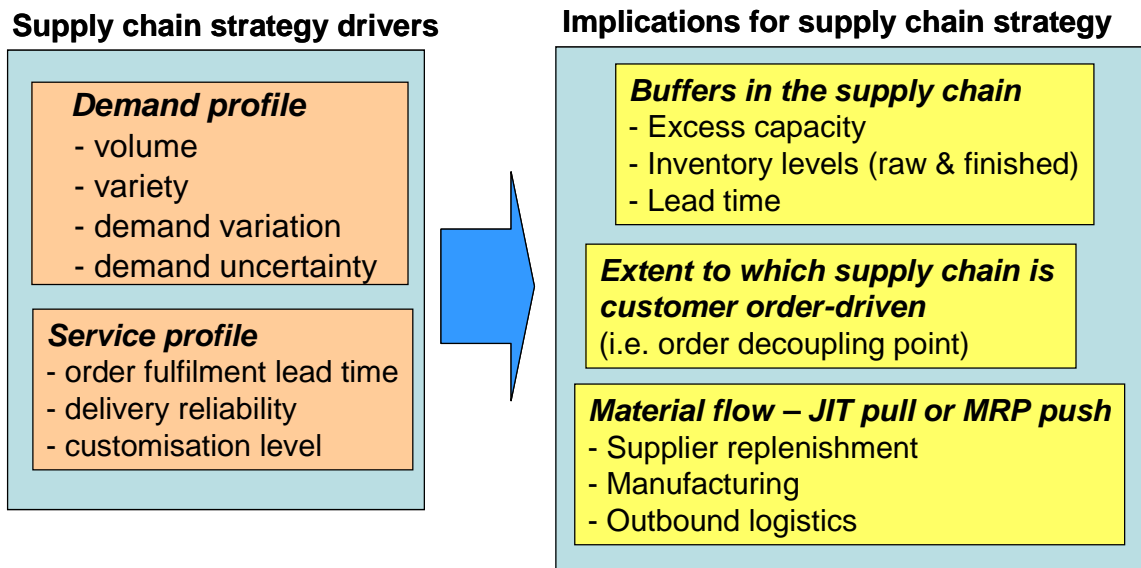 Supply chain strategy drivers
Demand profile
- volume
- variety
- demand variation
- demand uncertainty
Service profile
- order fulfilment lead time
- delivery reliability
- customisation level
Implications for supply chain strategy
Buffers in the supply chain
- Excess capacity
- Inventory levels (raw & finished)
- Lead time
Extent to which supply chain is
customer order-driven
(i.e. order decoupling point)
Material flow – JIT pull or MRP push
- Supplier replenishment
- Manufacturing
- Outbound logistics